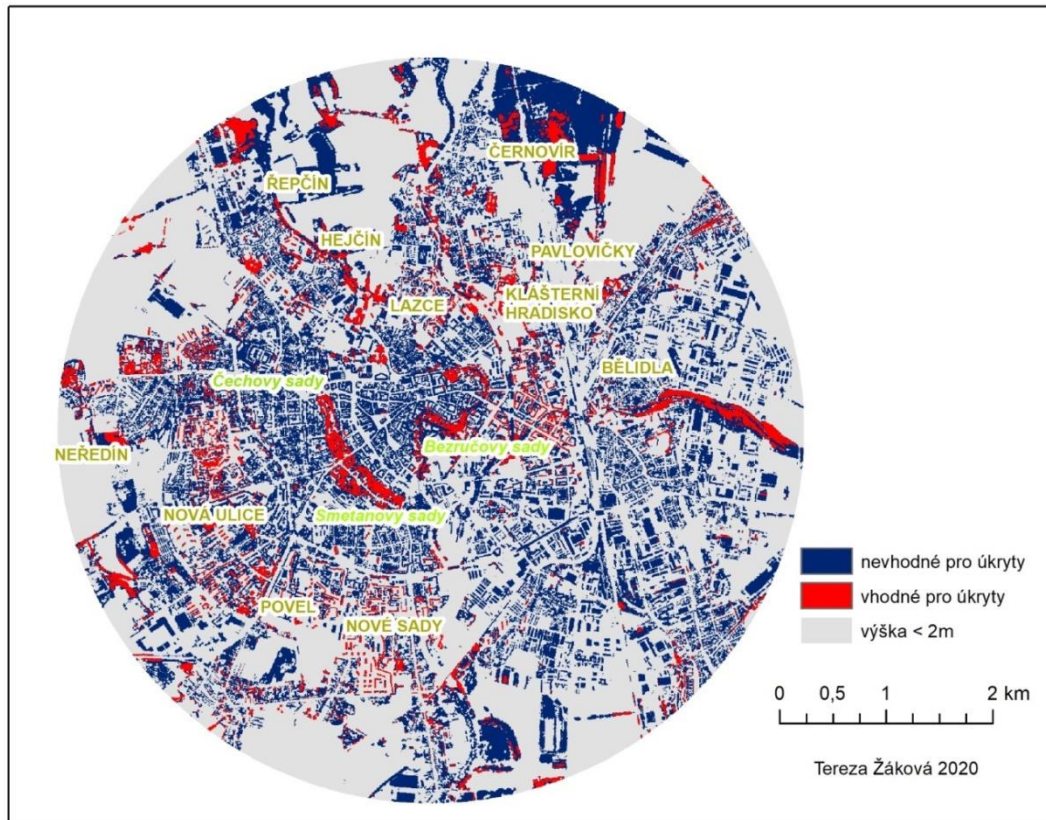 ČERNOVÍR
ŘEPČÍN
HEJČÍN
PAVLOVIČKY
LAZCE
KLÁŠTERNÍ
HRADISKO
BĚLIDLA
Čechovy sady
Bezručovy sady
NEŘEDÍN
NOVÁ ULICE
Smetanovy sady
POVEL
NOVÉ SADY
nevhodné pro úkryty
vhodné pro úkryty
výška < 2m
0 0,5 1 2 km
Tereza Žáková 2020